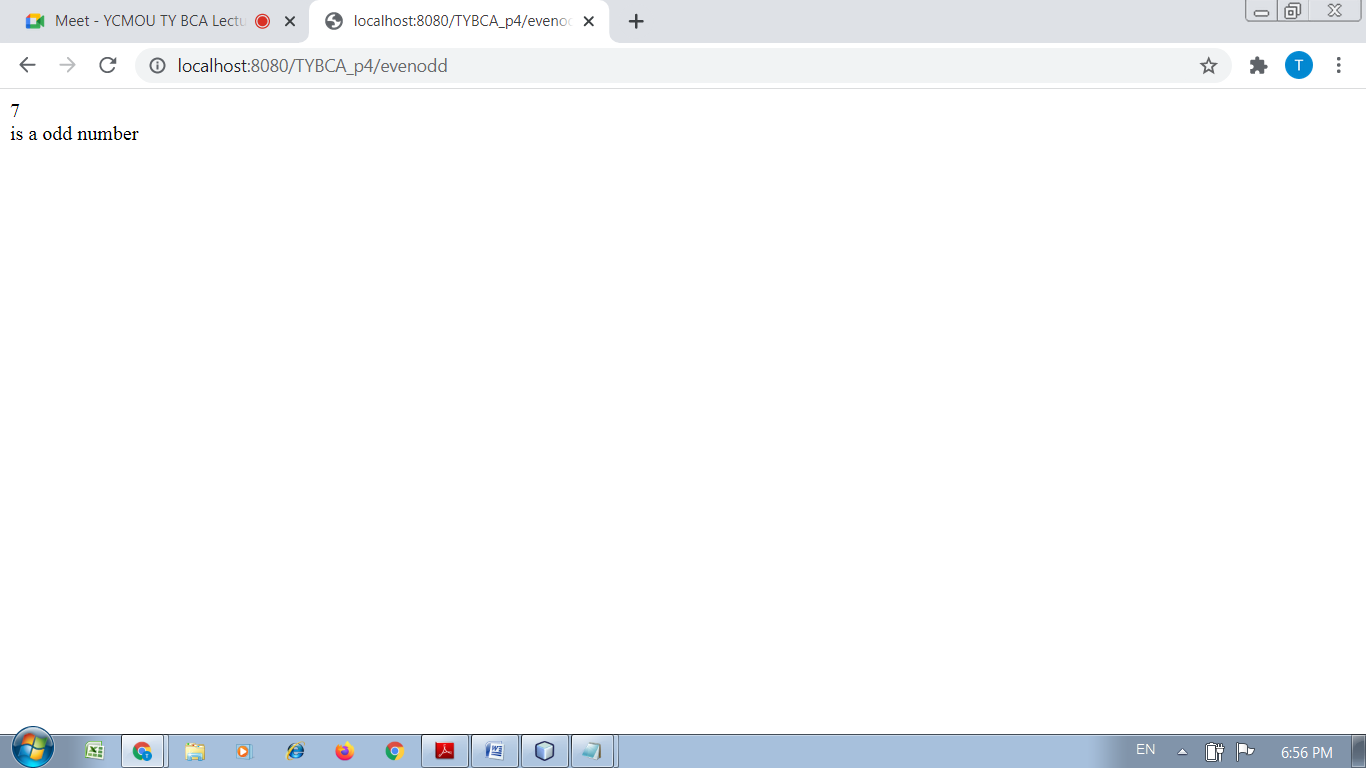 Meet - YCMOU TY BCA Lectu
localhost:8080/TYBCA_p4/eveno
localhost:8080/TYBCA_p4/evenodd
T
7
is a odd number
EN
6:56 PM